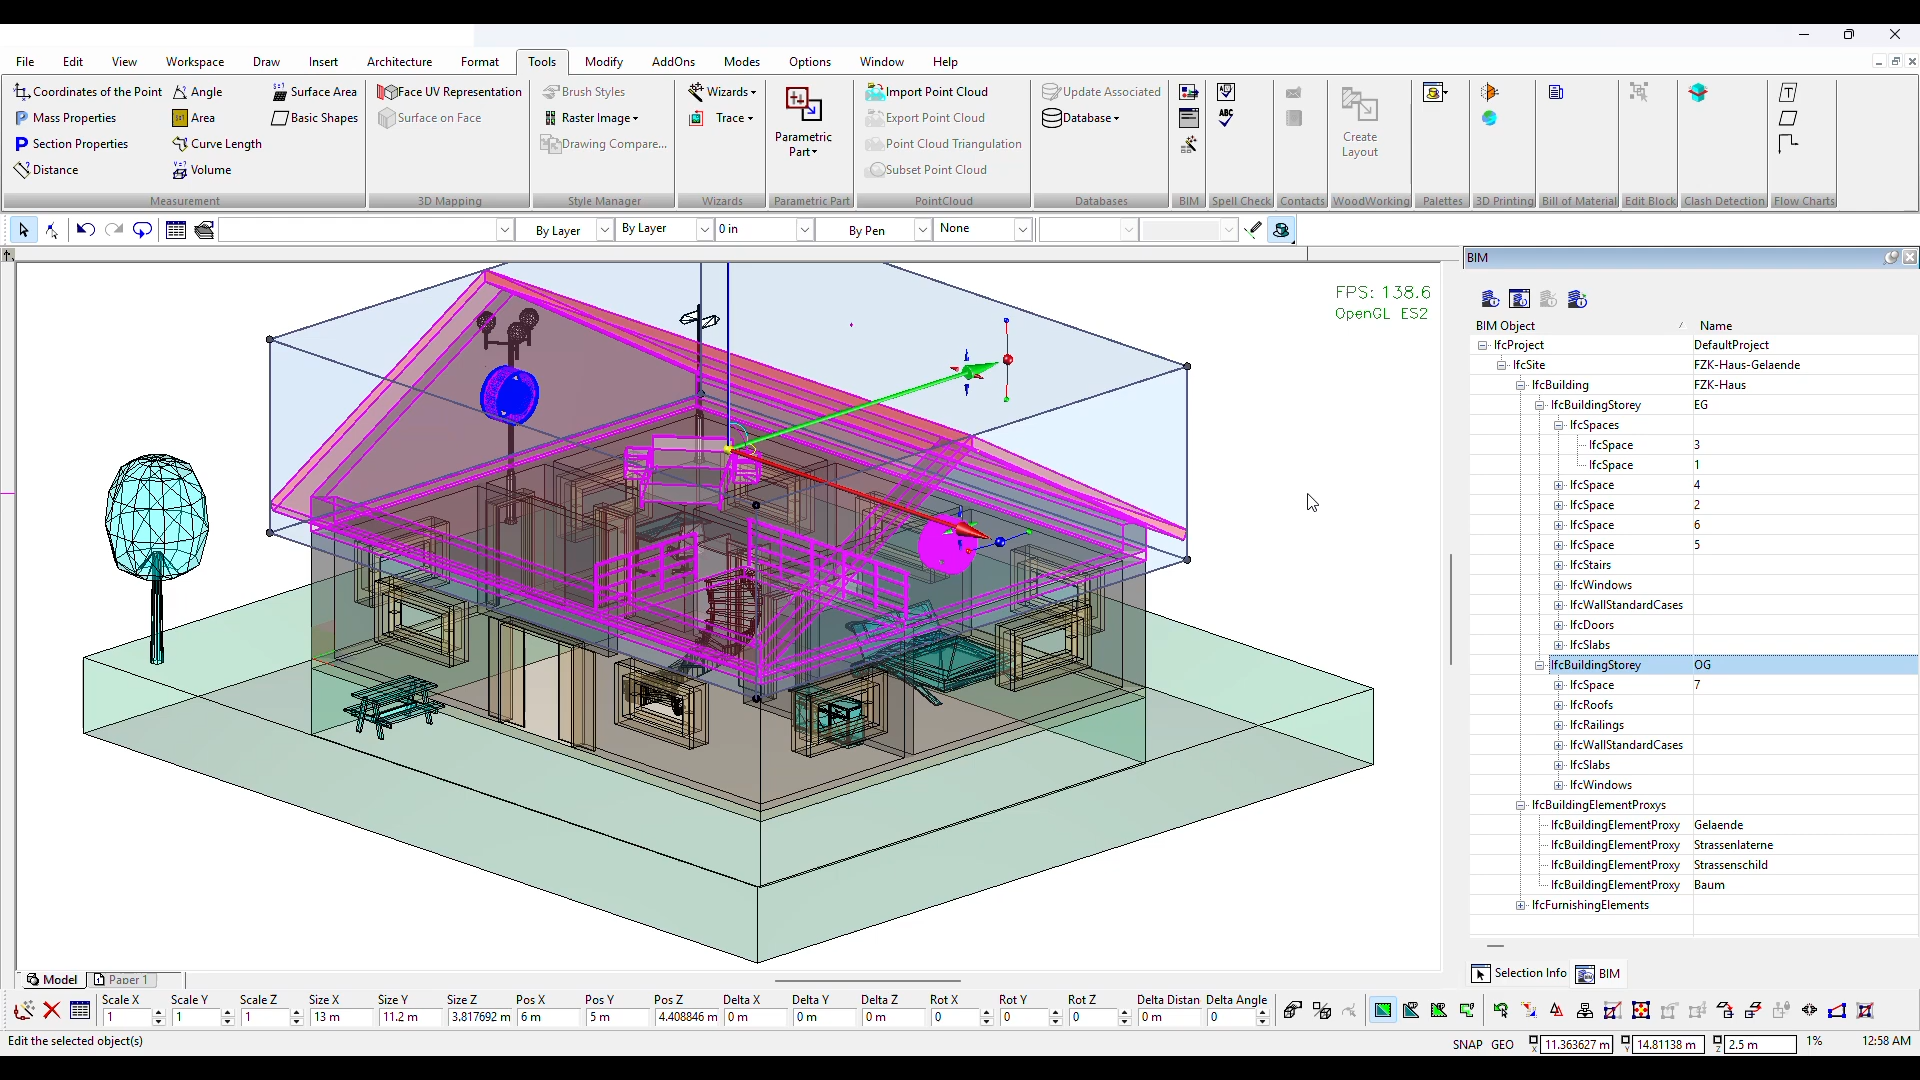 File Edit View Workspace Draw Insert Architecture Format Tools Modify AddOns Modes Options Window Help
Coordinates of the Point Angle Surface Area Face UV Representation Brush Styles Wizards Import Point Cloud Update Associated
Mass Properties Area Basic Shapes Surface on Face Raster Image Trace Export Point Cloud Database
Section Properties Curve Length Drawing Compare... Parametric Part Point Cloud Triangulation Create Layout
Distance Volume Subset Point Cloud
Measurement 3D Mapping Style Manager Wizards Parametric Part PointCloud Databases BIM Spell Check Contacts WoodWorking Palettes 3D Printing Bill of Material Edit Block Clash Detection Flow Charts
By Layer By Layer 0 in By Pen None
BIM
FPS: 138.6
OpenGL ES2
BIM Object Name
IfcProject DefaultProject
IfcSite FZK-Haus-Gelaende
IfcBuilding FZK-Haus
IfcBuildingStorey EG
IfcSpaces
IfcSpace 3
IfcSpace 1
IfcSpace 4
IfcSpace 2
IfcSpace 6
IfcSpace 5
IfcStairs
IfcWindows
IfcWallStandardCases
IfcDoors
IfcSlabs
IfcBuildingStorey OG
IfcSpace 7
IfcRoofs
IfcRailings
IfcWallStandardCases
IfcSlabs
IfcWindows
IfcBuildingElementProxys
IfcBuildingElementProxy Gelaende
IfcBuildingElementProxy Strassenlaterne
IfcBuildingElementProxy Strassenschild
IfcBuildingElementProxy Baum
IfcFurnishingElements
Selection Info BIM
Model Paper 1
Scale X Scale Y Scale Z Size X Size Y Size Z Pos X Pos Y Pos Z Delta X Delta Y Delta Z Rot X Rot Y Rot Z Delta Distan Delta Angle
1 1 1 13 m 11.2 m 3.817692 m 6 m 5 m 4.408846 m 0 m 0 m 0 m 0 0 0 0 m 0
Edit the selected object(s) SNAP GEO X 11.363627 m Y 14.81138 m Z 2.5 m 1% 12:58 AM